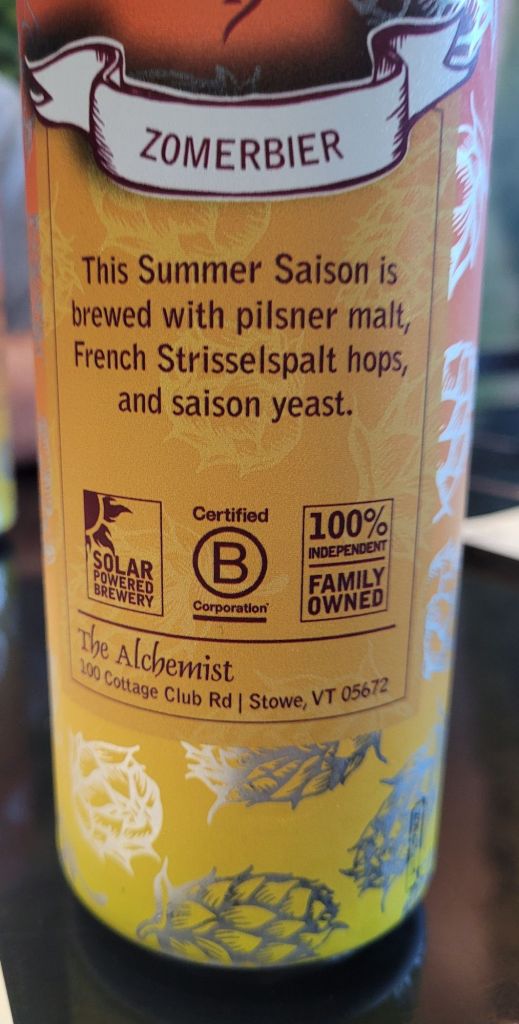 ZOMERBIER
This Summer Saison is
brewed with pilsner malt,
French Strisselspalt hops,
and saison yeast.
SOLAR
POWERED
BREWERY
Certified
B
Corporation
100%
INDEPENDENT
FAMILY
OWNED
The Alchemist
100 Cottage Club Rd | Stowe, VT 05672